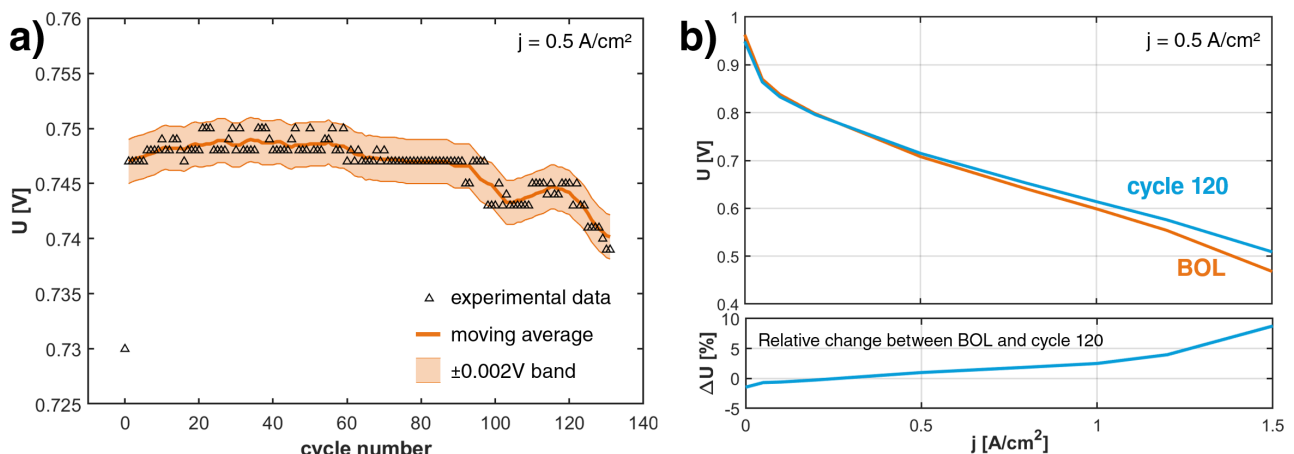 a)
j = 0.5 A/cm²
0.76
0.755
0.75
0.745
0.74
0.735
0.73
0.725
U [V]
experimental data
moving average
±0.002V band
0 20 40 60 80 100 120 140
cycle number
b)
j = 0.5 A/cm²
1
0.9
0.8
0.7
0.6
0.5
0.4
U [V]
cycle 120
BOL
10
5
0
-5
ΔU [%]
Relative change between BOL and cycle 120
0 0.5 1 1.5
j [A/cm²]